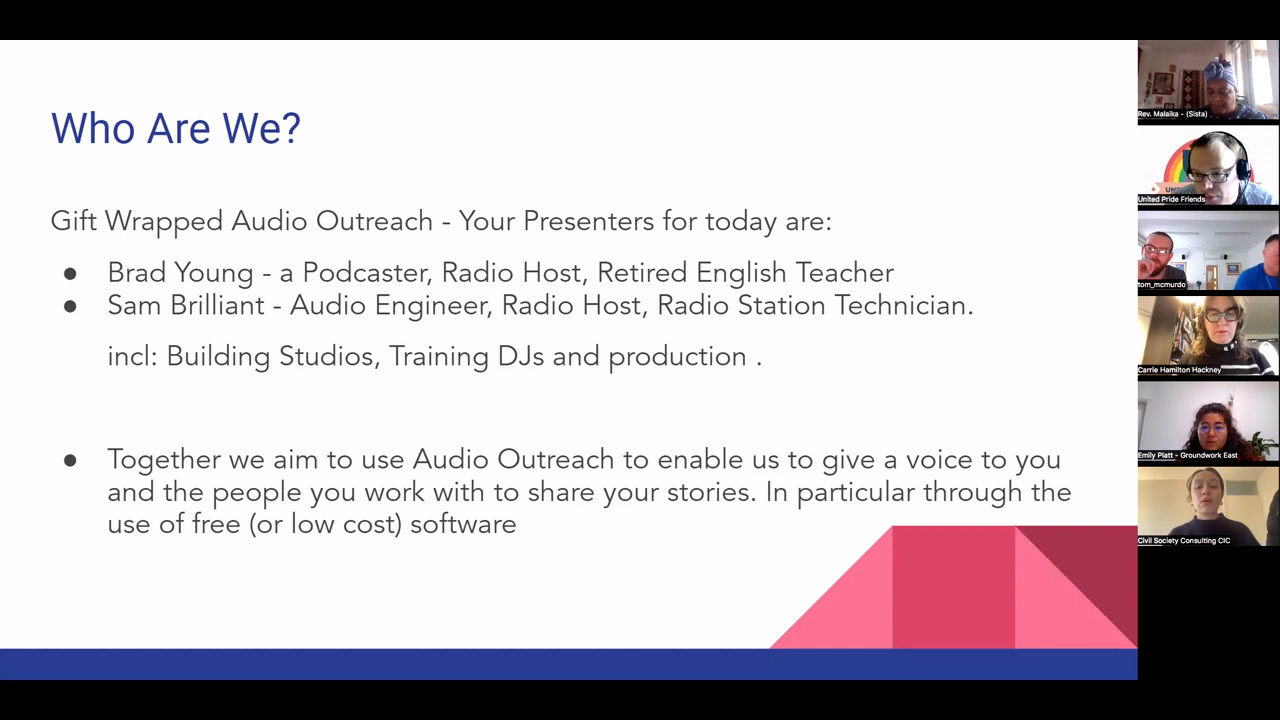 Who Are We?
Gift Wrapped Audio Outreach - Your Presenters for today are:
● Brad Young - a Podcaster, Radio Host, Retired English Teacher
● Sam Brilliant - Audio Engineer, Radio Host, Radio Station Technician.
incl: Building Studios, Training DJs and production .
● Together we aim to use Audio Outreach to enable us to give a voice to you
and the people you work with to share your stories. In particular through the
use of free (or low cost) software
Rev. Malaika - (Sista)
United Pride Friends
tom_mcmurdo
Carrie Hamilton Hackney
Emily Platt - Groundwork East
Civil Society Consulting CIC